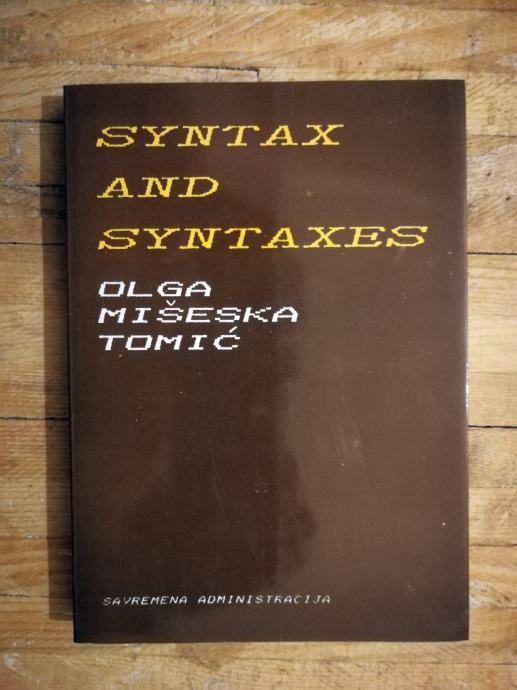 SYNTAX
AND
SYNTAXES
OLGA
MIŠESKA
TOMIĆ
SAVREMENA ADMINISTRACIJA